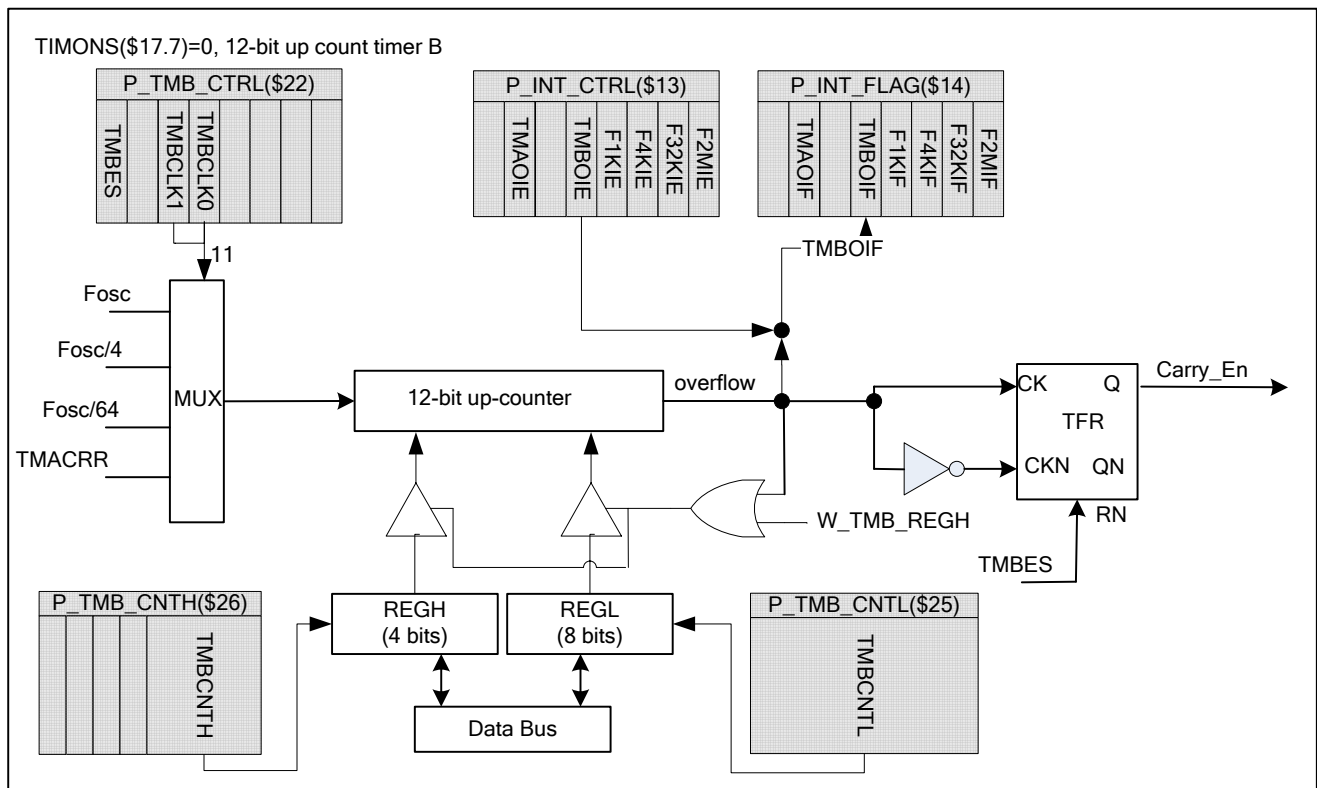 TIMONS($17.7)=0, 12-bit up count timer B
P_TMB_CTRL($22)
TMBES
TMBCLK1
TMBCLK0
P_INT_CTRL($13)
TMAOIE
TMBOIE
F1KIE
F4KIE
F32KIE
F2MIE
P_INT_FLAG($14)
TMAOIF
TMBOIF
F1KIF
F4KIF
F32KIF
F2MIF
11
TMBOIF
Fosc
Fosc/4
Fosc/64
TMACRR
MUX
12-bit up-counter
overflow
CK Q
TFR
CKN QN
RN
Carry_En
W_TMB_REGH
TMBES
P_TMB_CNTH($26)
TMBCNTH
REGH
(4 bits)
REGL
(8 bits)
P_TMB_CNTL($25)
TMBCNTL
Data Bus